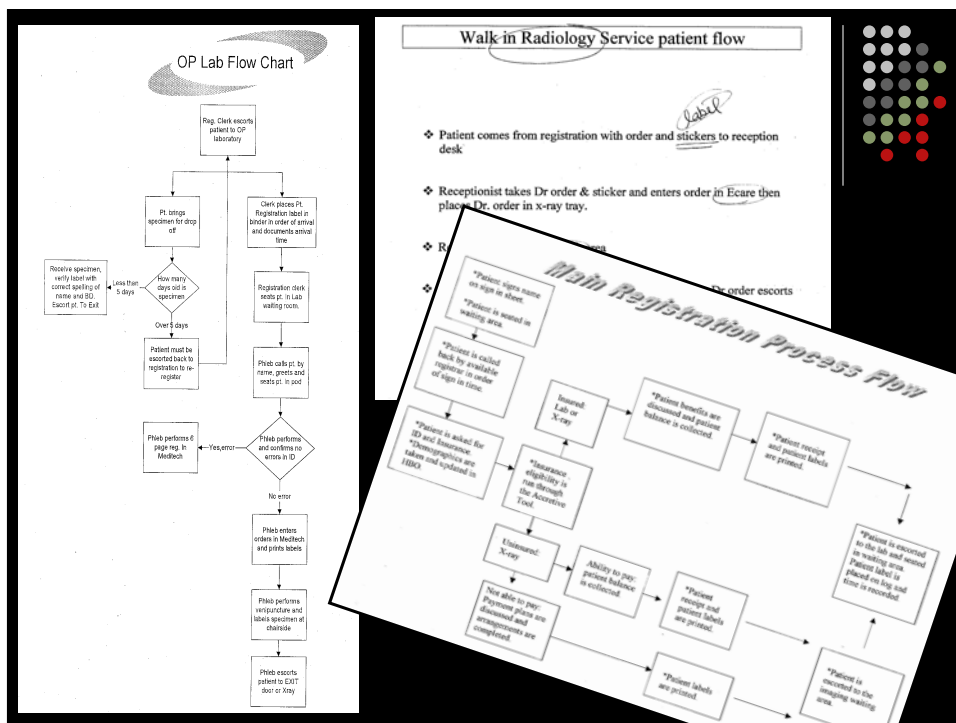 OP Lab Flow Chart
Reg. Clerk escorts
patient to OP
laboratory
Pt. brings
specimen for drop
off
Clerk places Pt.
Registration label in
binder in order of arrival
and documents arrival
time
Receive specimen,
verify label with
correct spelling of
name and BD.
Escort pt. To Exit
Less than
5 days
How many
days old is
specimen
Registration clerk
seats pt. In Lab
waiting room.
Over 5 days
Patient must be
escorted back to
registration to re-
register
Phleb calls pt. by
name, greets and
seats pt. In pod
Phleb performs 6
page reg. In
Meditech
Yes,error
Phleb performs
and confirms no
errors in ID
No error
Phleb enters
orders in Meditech
and prints labels
Phleb performs
venipuncture and
labels specimen at
chairside
Phleb escorts
patient to EXIT
door or Xray
Walk in Radiology Service patient flow
label
❖ Patient comes from registration with order and stickers to reception
desk
❖ Receptionist takes Dr order & sticker and enters order in Ecare then
places Dr. order in x-ray tray.
❖ R
area
❖
Dr order escorts
Main Registration Process Flow
*Patient signs name
on sign in sheet.
*Patient is seated in
waiting area.
*Patient is called
back by available
registrar in order
of sign in time.
*Patient is asked for
ID and Insurance.
*Demographics are
taken and updated in
HBO.
*Insurance
eligibility is
run through
the Accretive
Tool.
Insured:
Lab or
X-ray
*Patient benefits are
discussed and patient
balance is collected.
*Patient receipt
and patient labels
are printed.
*Patient is escorted
to the lab and seated
in waiting area.
Patient label is
placed on log and
time is recorded.
Uninsured:
X-ray
Ability to pay:
patient balance
is collected.
*Patient
receipt and
patient labels
are printed.
Not able to pay:
Payment plans are
discussed and
arrangements are
completed.
*Patient labels
are printed.
*Patient is
escorted to the
imaging waiting
area.